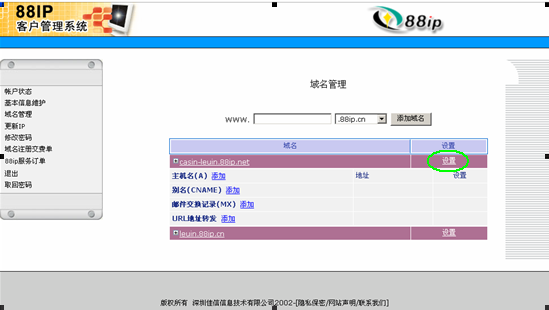 88IP
客户管理系统
88ip
帐户状态
基本信息维护
域名管理
更新IP
修改密码
域名注册交费单
88ip服务订单
退出
取回密码
域名管理
www. .88ip.cn 添加域名
域名 设置
casin-leuin.88ip.net 设置
主机名(A) 添加 地址 设置
别名(CNAME) 添加
邮件交换记录(MX) 添加
URL地址转发 添加
leuin.88ip.cn 设置
版权所有 深圳佳信信息技术有限公司2002-[隐私保密/网站声明/联系我们]